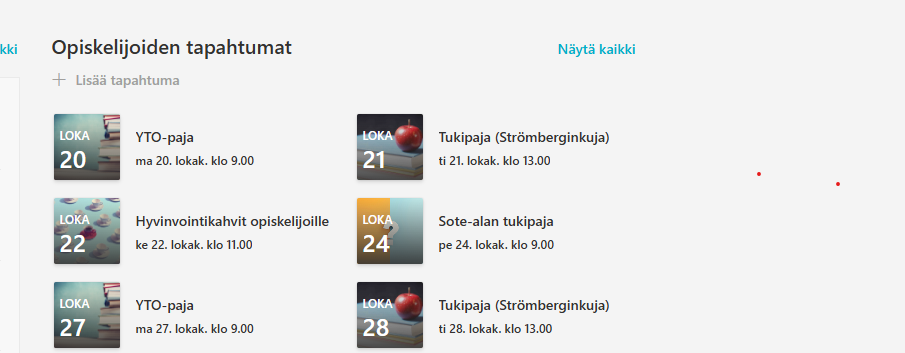 kki
Opiskelijoiden tapahtumat
Näytä kaikki
Lisää tapahtuma
LOKA
20
YTO-paja
ma 20. lokak. klo 9.00
LOKA
21
Tukipaja (Strömberginkuja)
ti 21. lokak. klo 13.00
LOKA
22
Hyvinvointikahvit opiskelijoille
ke 22. lokak. klo 11.00
LOKA
24
Sote-alan tukipaja
pe 24. lokak. klo 9.00
LOKA
27
YTO-paja
ma 27. lokak. klo 9.00
LOKA
28
Tukipaja (Strömberginkuja)
ti 28. lokak. klo 13.00